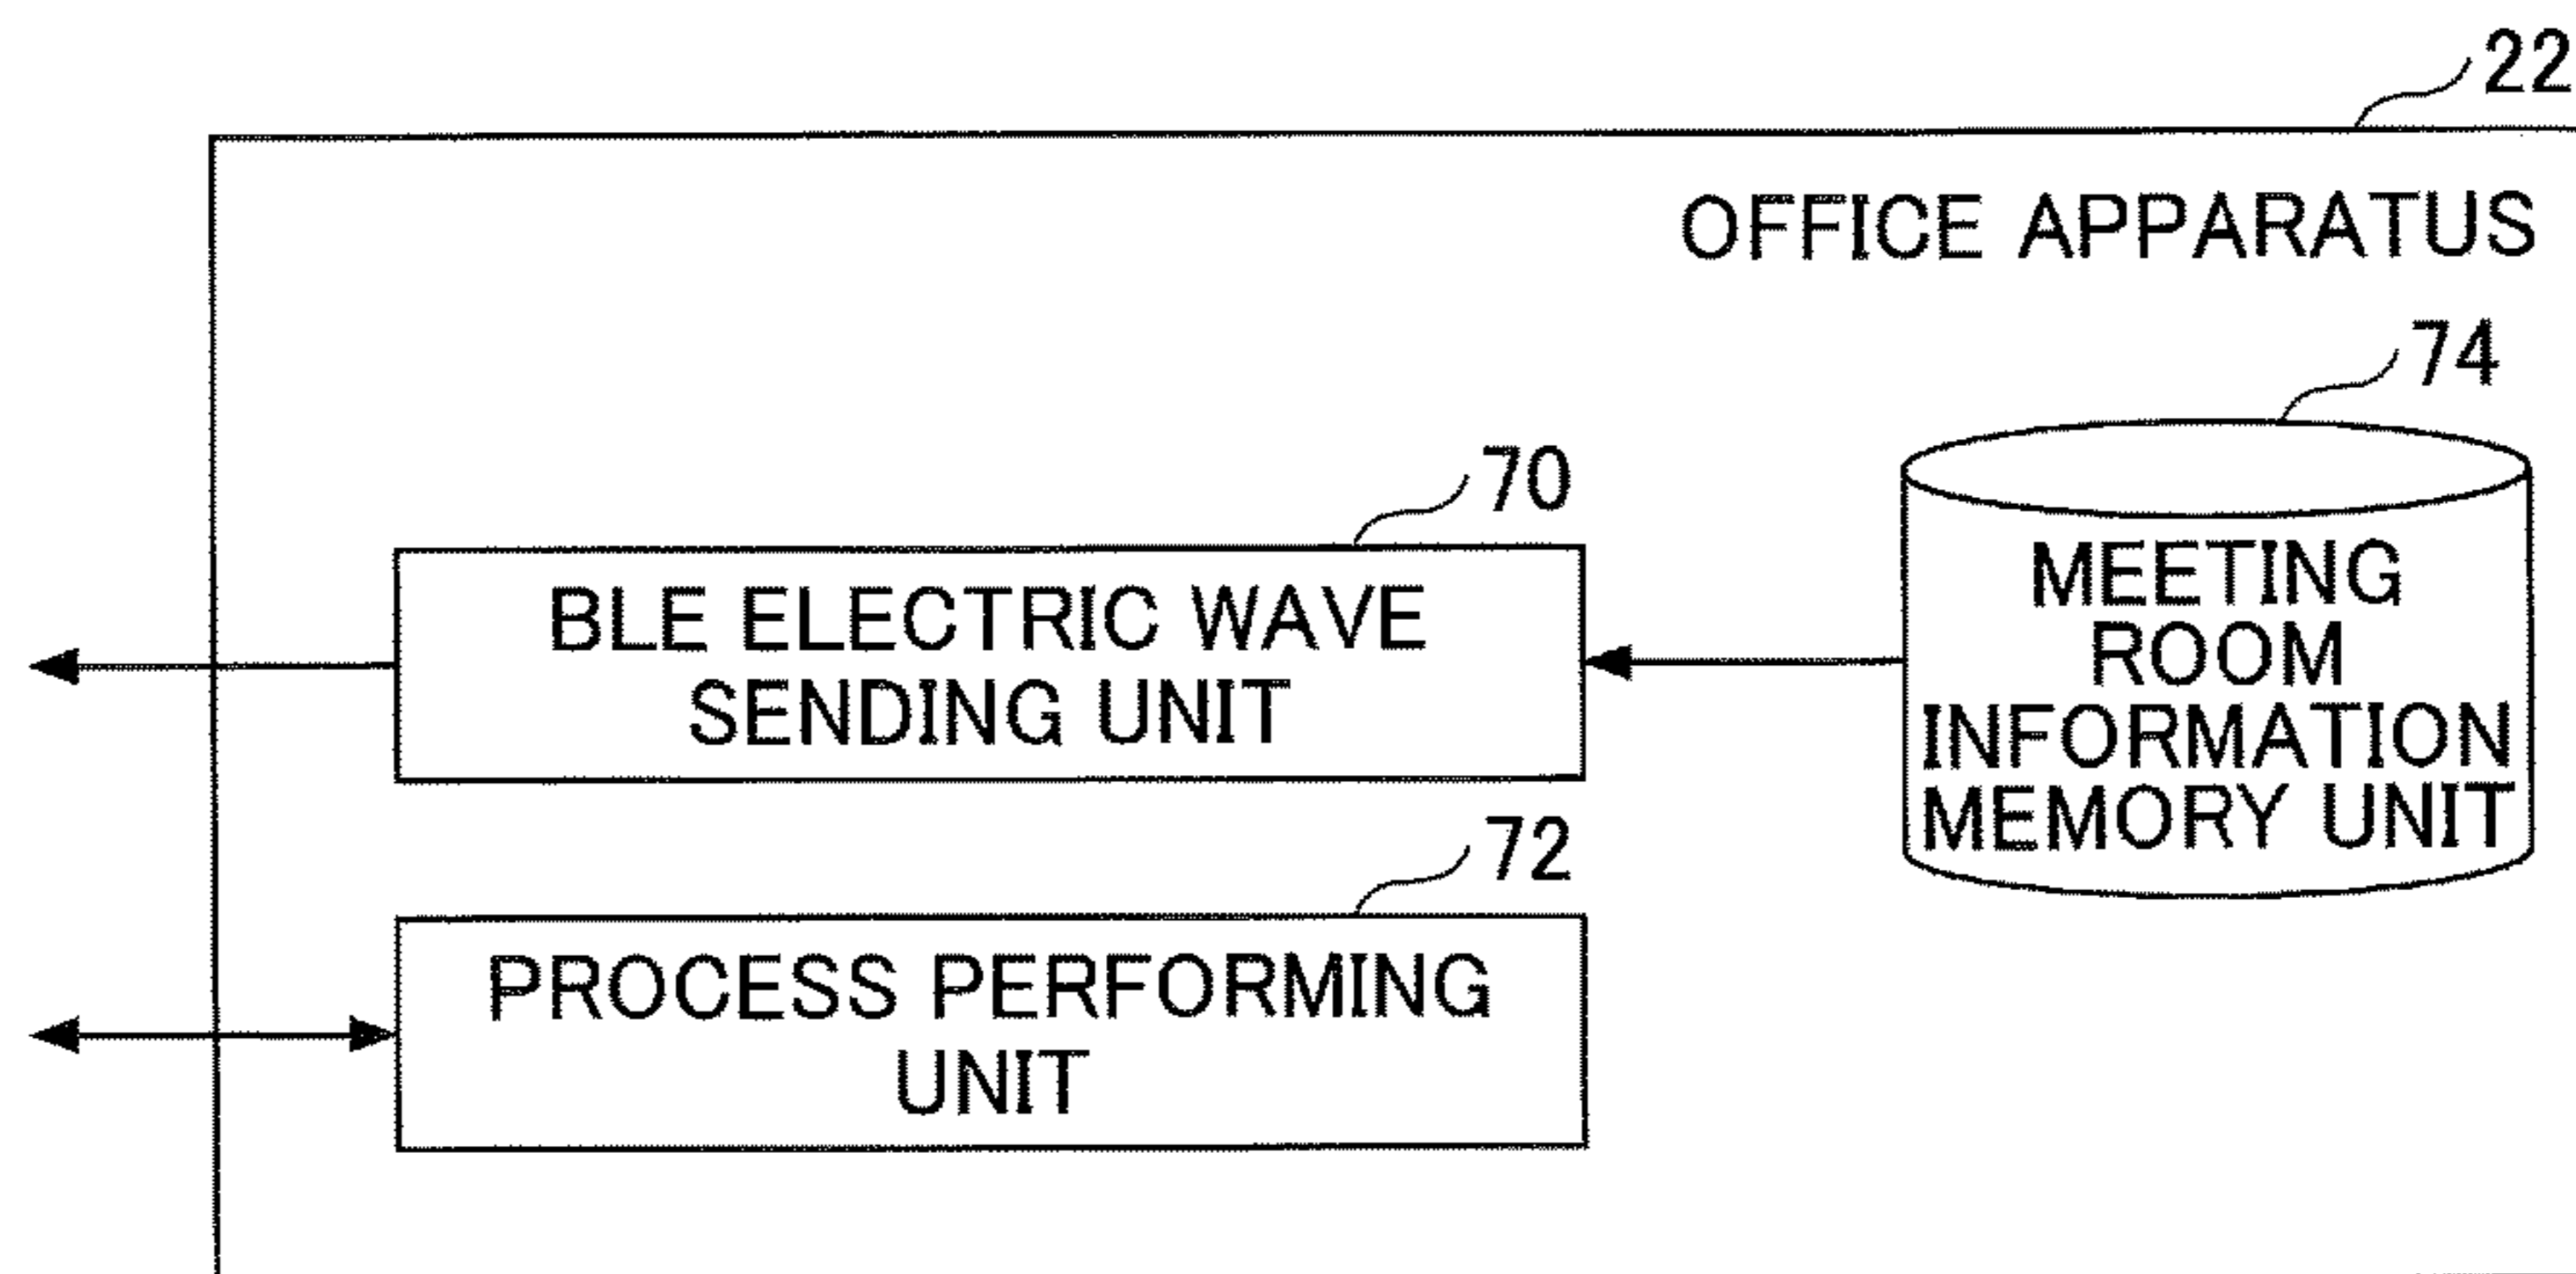 22
OFFICE APPARATUS
74
70
BLE ELECTRIC WAVE
SENDING UNIT
MEETING
ROOM
INFORMATION
MEMORY UNIT
72
PROCESS PERFORMING
UNIT